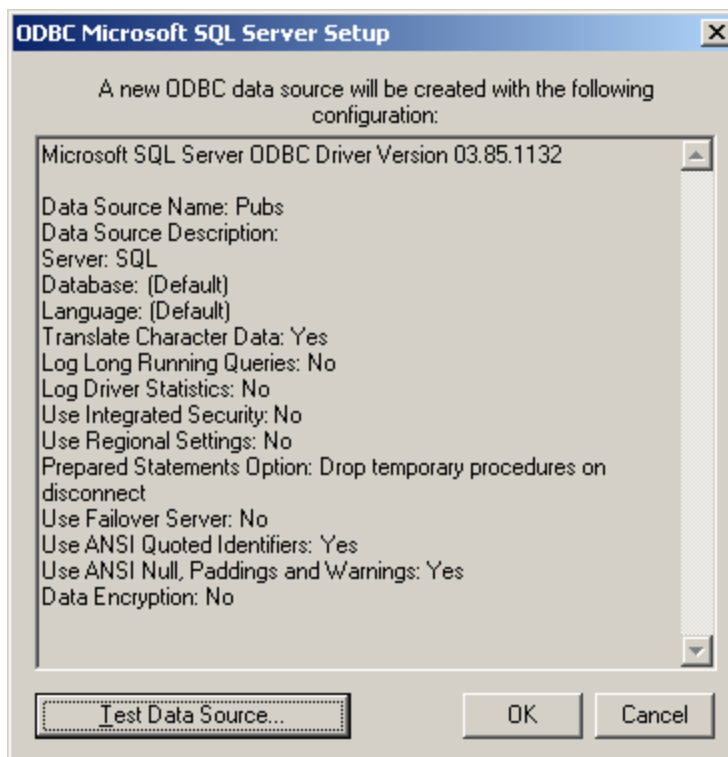 ODBC Microsoft SQL Server Setup
A new ODBC data source will be created with the following
configuration:
Microsoft SQL Server ODBC Driver Version 03.85.1132
Data Source Name: Pubs
Data Source Description:
Server: SQL
Database: (Default)
Language: (Default)
Translate Character Data: Yes
Log Long Running Queries: No
Log Driver Statistics: No
Use Integrated Security: No
Use Regional Settings: No
Prepared Statements Option: Drop temporary procedures on
disconnect
Use Failover Server: No
Use ANSI Quoted Identifiers: Yes
Use ANSI Null, Paddings and Warnings: Yes
Data Encryption: No
Test Data Source...
OK
Cancel